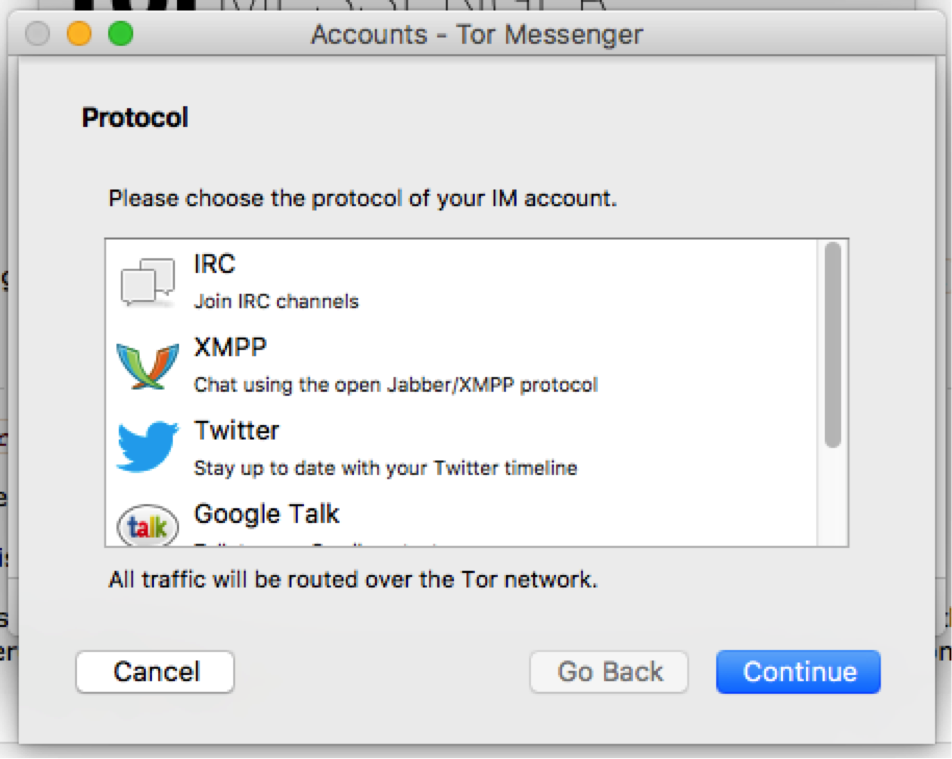 TOR MESSENGER
Accounts - Tor Messenger
Protocol
Please choose the protocol of your IM account.
IRC
Join IRC channels
XMPP
Chat using the open Jabber/XMPP protocol
Twitter
Stay up to date with your Twitter timeline
talk
Google Talk
All traffic will be routed over the Tor network.
Cancel
Go Back
Continue